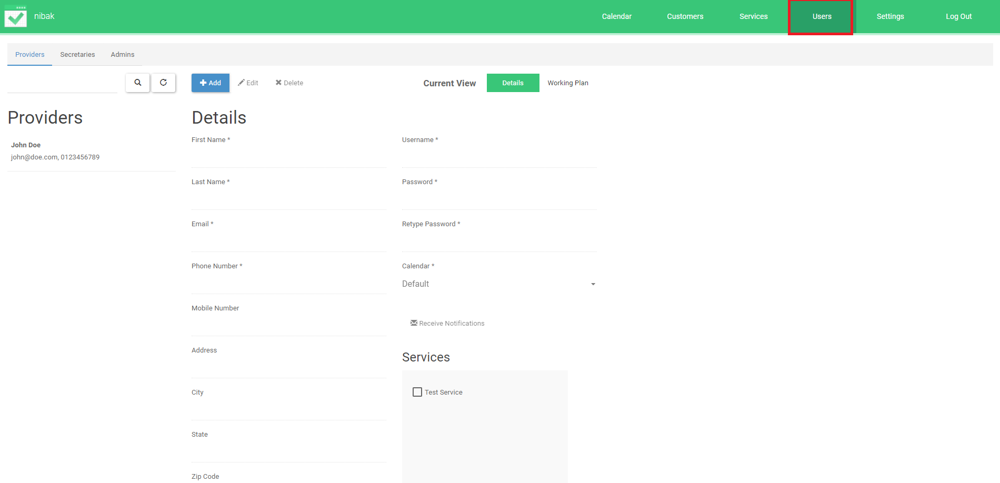 nibak
Calendar
Customers
Services
Users
Settings
Log Out
Providers
Secretaries
Admins
Add
Edit
Delete
Current View
Details
Working Plan
Providers
John Doe
john@doe.com, 0123456789
Details
First Name *
Last Name *
Email *
Phone Number *
Mobile Number
Address
City
State
Zip Code
Username *
Password *
Retype Password *
Calendar *
Default
Receive Notifications
Services
Test Service